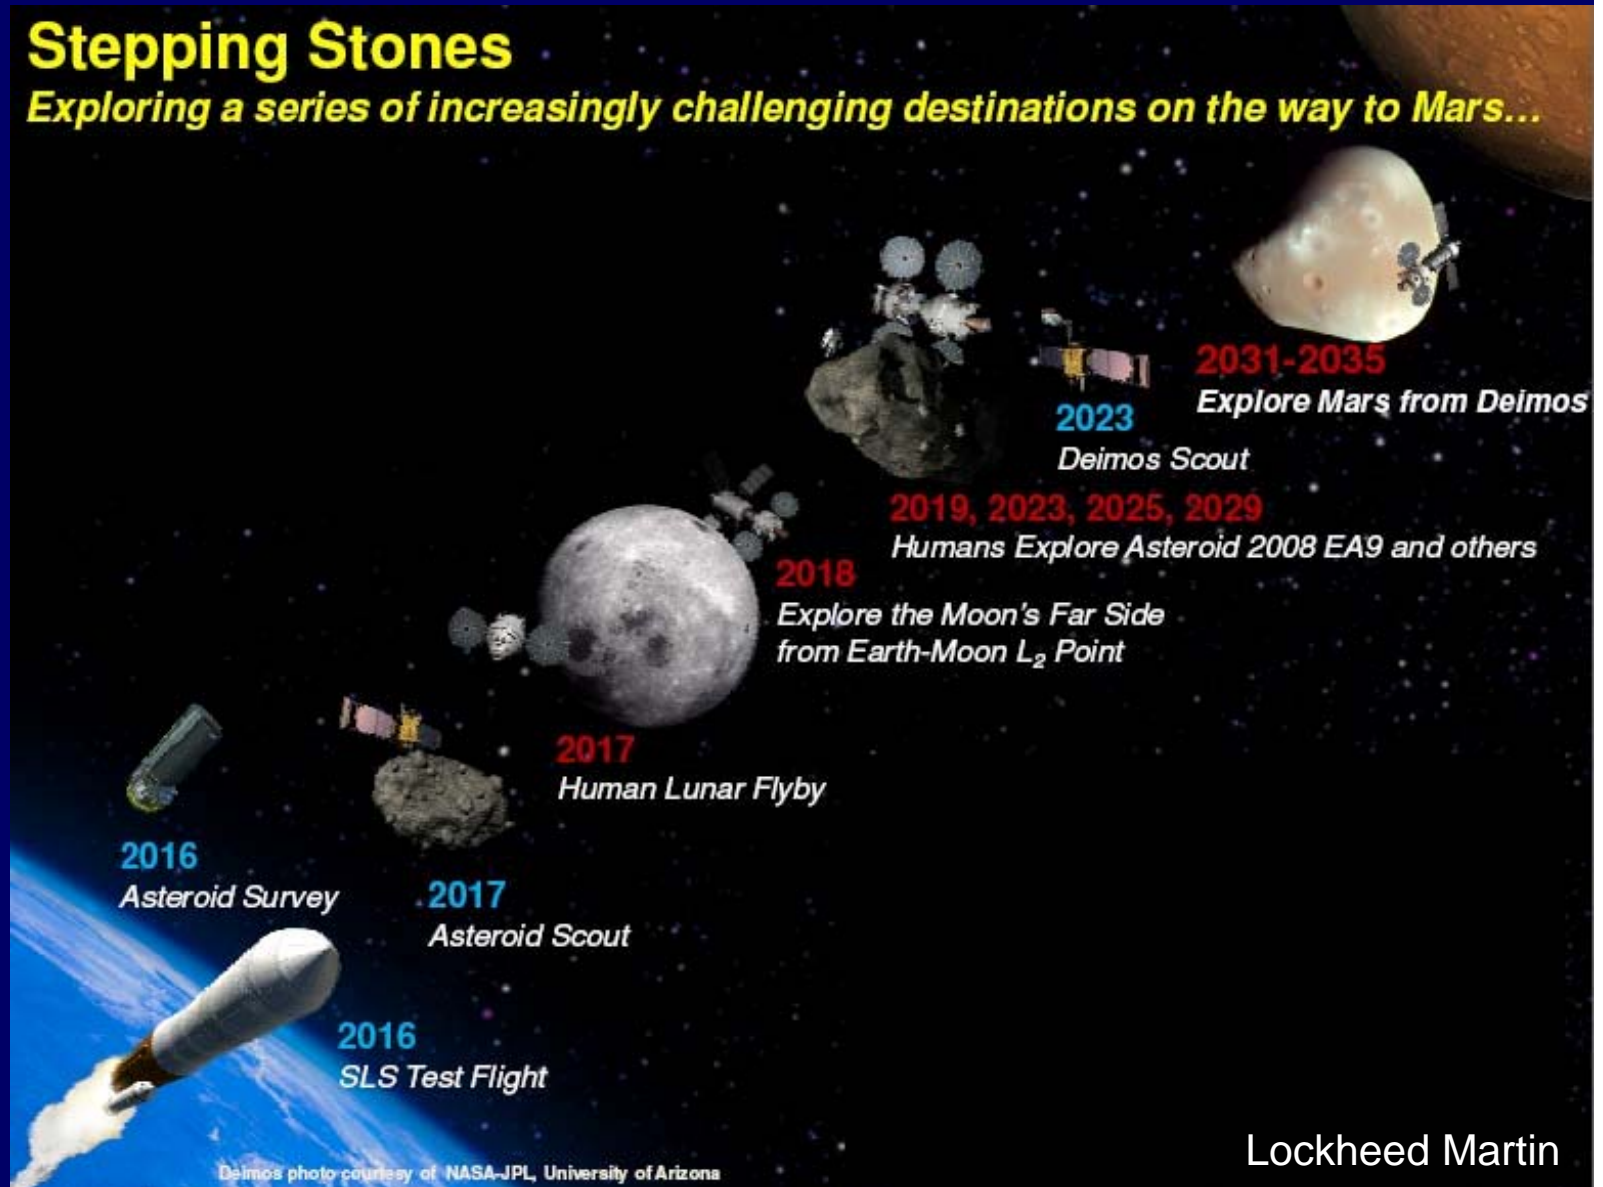 Stepping Stones
Exploring a series of increasingly challenging destinations on the way to Mars...
2031-2035
Explore Mars from Deimos
2023
Deimos Scout
2019, 2023, 2025, 2029
Humans Explore Asteroid 2008 EA9 and others
2018
Explore the Moon's Far Side
from Earth-Moon L₂ Point
2017
Human Lunar Flyby
2016
Asteroid Survey
2017
Asteroid Scout
2016
SLS Test Flight
Lockheed Martin
Deimos photo courtesy of NASA-JPL, University of Arizona